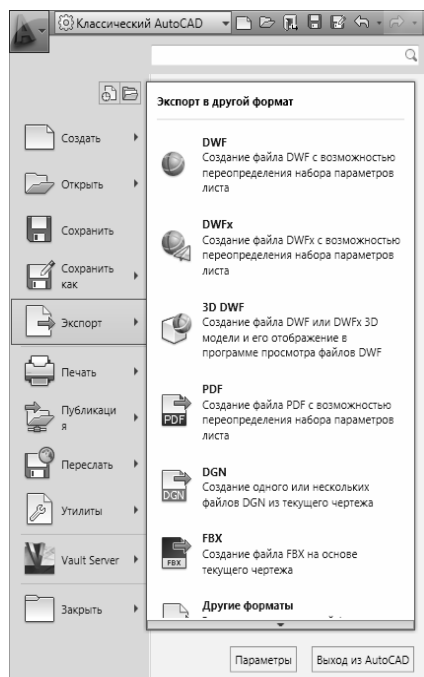 Классический AutoCAD
Экспорт в другой формат
Создать
Открыть
Сохранить
Сохранить
как
Экспорт
Печать
Публикаци
я
Переслать
Утилиты
Vault Server
Закрыть
DWF
Создание файла DWF с возможностью
переопределения набора параметров
листа
DWFx
Создание файла DWFx с возможностью
переопределения набора параметров
листа
3D DWF
Создание файла DWF или DWFx 3D
модели и его отображение в
программе просмотра файлов DWF
PDF
PDF
Создание файла PDF с возможностью
переопределения набора параметров
листа
DGN
DGN
Создание одного или нескольких
файлов DGN из текущего чертежа
FBX
FBX
Создание файла FBX на основе
текущего чертежа
Другие форматы
Параметры
Выход из AutoCAD